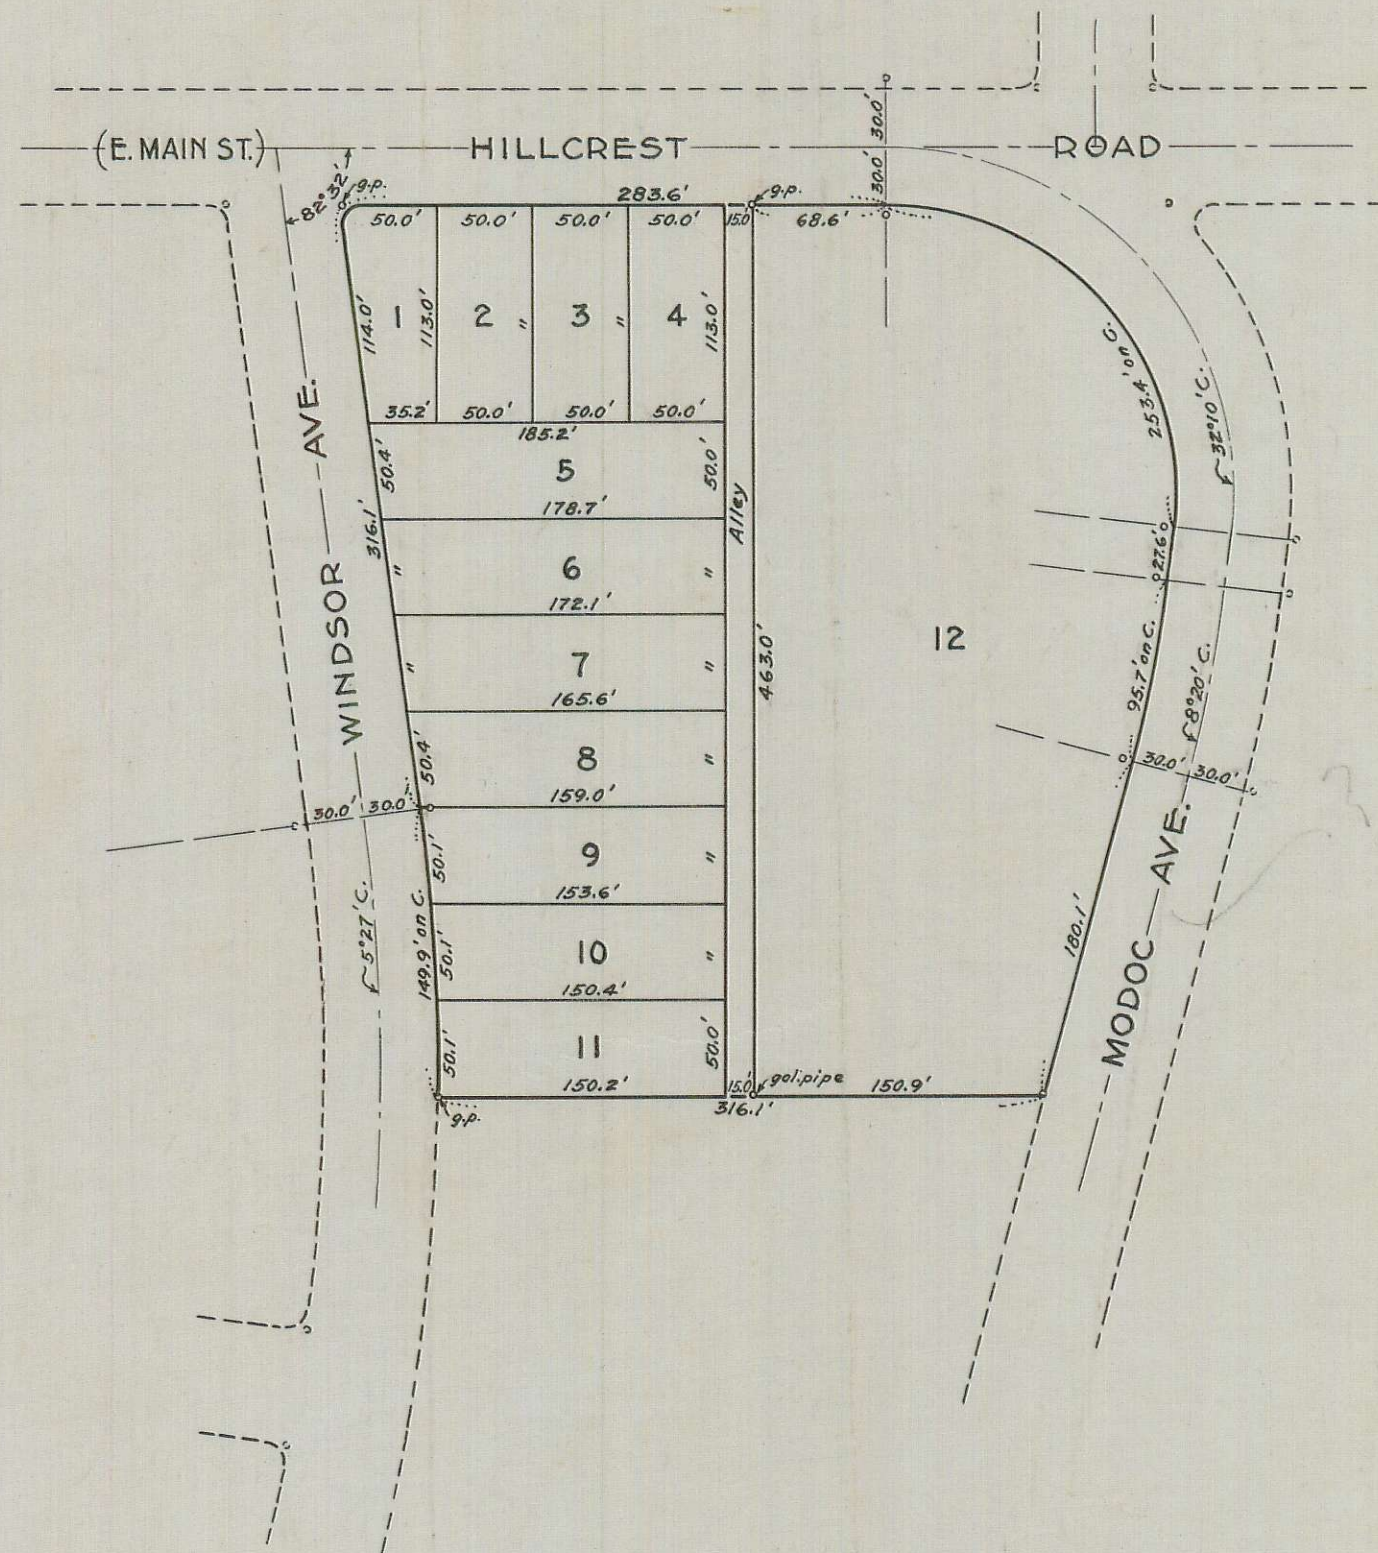 (E. MAIN ST.) HILLCREST ROAD
30.0'
30.0'
82°32'
g.p.
283.6'
g.p.
50.0' 50.0' 50.0' 50.0' 15.0' 68.6'
114.0' 1 113.0' 2 " 3 " 4 113.0'
35.2' 50.0' 50.0' 50.0'
185.2'
253.4' on C.
32°10' C.
50.4' 5 50.0'
178.7'
Alley
316.1'
WINDSOR AVE.
" 6 "
172.1'
27.6'
463.0'
12
" 7 "
165.6'
95.7' on C.
8°20' C.
50.4' 8 "
159.0'
30.0' 30.0'
30.0' 30.0'
50.1' 9 "
153.6'
149.9' on C.
5°27' C.
MODOC AVE.
180.1'
50.1' 10 "
150.4'
50.1' 11 50.0'
150.2' 15.0' gal.pipe 150.9'
316.1'
g.p.